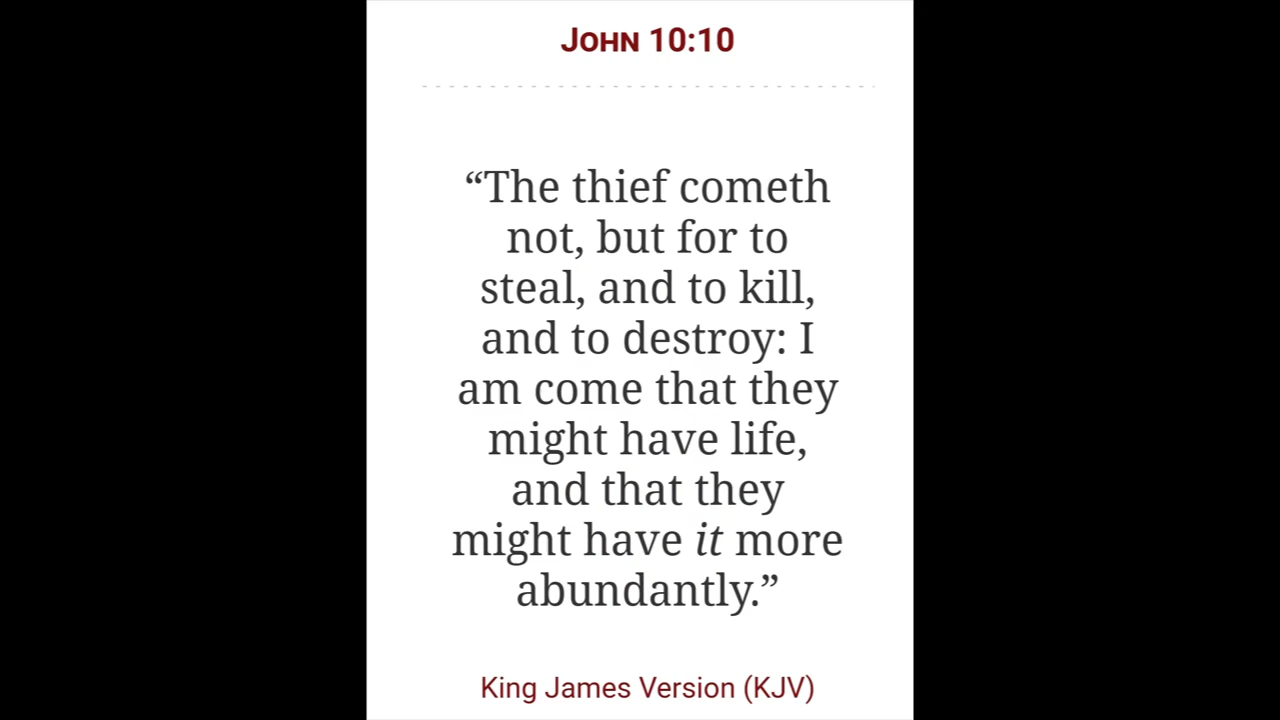 John 10:10
“The thief cometh
not, but for to
steal, and to kill,
and to destroy: I
am come that they
might have life,
and that they
might have it more
abundantly.”
King James Version (KJV)